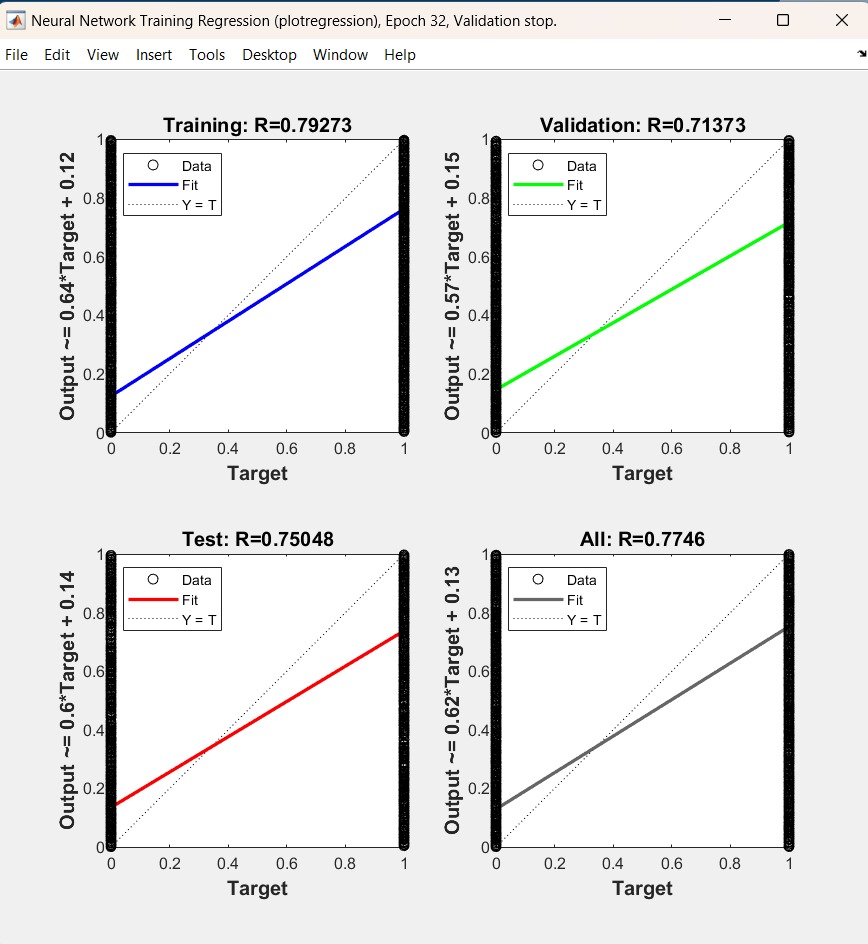 Neural Network Training Regression (plotregression), Epoch 32, Validation stop.
File Edit View Insert Tools Desktop Window Help
Training: R=0.79273
Output ~= 0.64*Target + 0.12
1
0.8
0.6
0.4
0.2
0
Data
Fit
Y = T
0 0.2 0.4 0.6 0.8 1
Target
Validation: R=0.71373
Output ~= 0.57*Target + 0.15
1
0.8
0.6
0.4
0.2
0
Data
Fit
Y = T
0 0.2 0.4 0.6 0.8 1
Target
Test: R=0.75048
Output ~= 0.6*Target + 0.14
1
0.8
0.6
0.4
0.2
0
Data
Fit
Y = T
0 0.2 0.4 0.6 0.8 1
Target
All: R=0.7746
Output ~= 0.62*Target + 0.13
1
0.8
0.6
0.4
0.2
0
Data
Fit
Y = T
0 0.2 0.4 0.6 0.8 1
Target